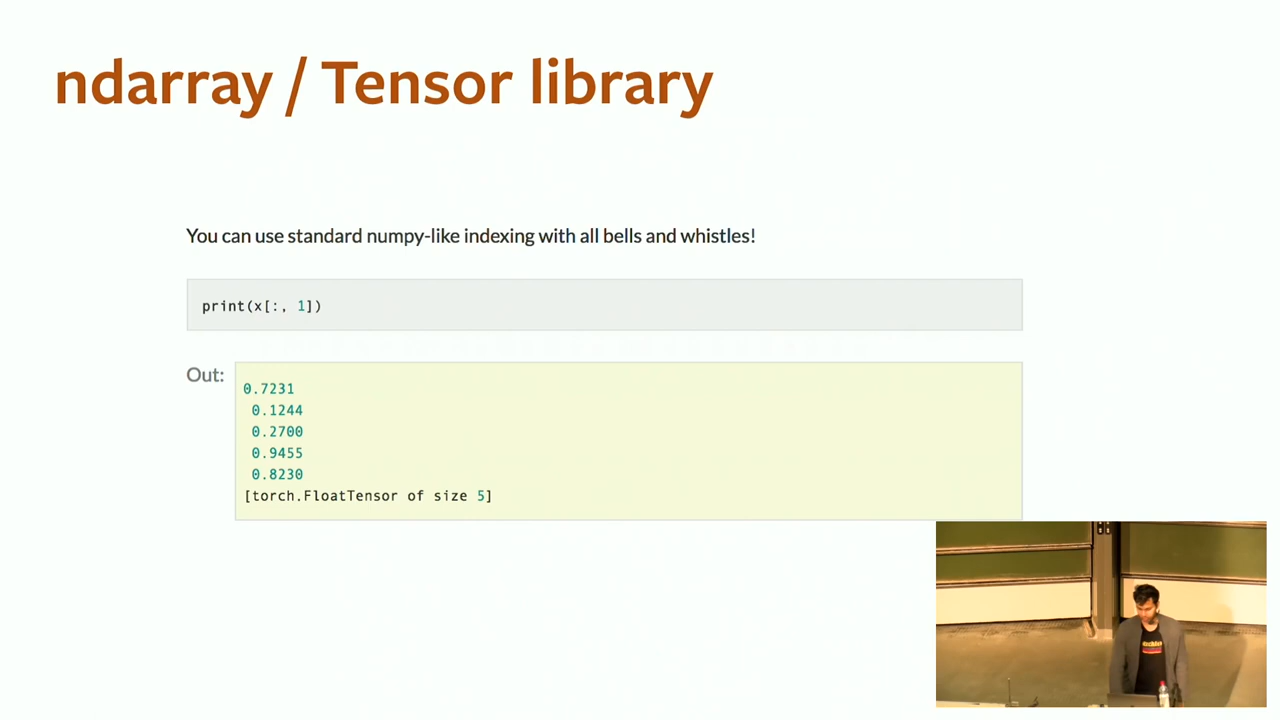 ndarray / Tensor library
You can use standard numpy-like indexing with all bells and whistles!
print(x[:, 1])
Out:
0.7231
0.1244
0.2700
0.9455
0.8230
[torch.FloatTensor of size 5]